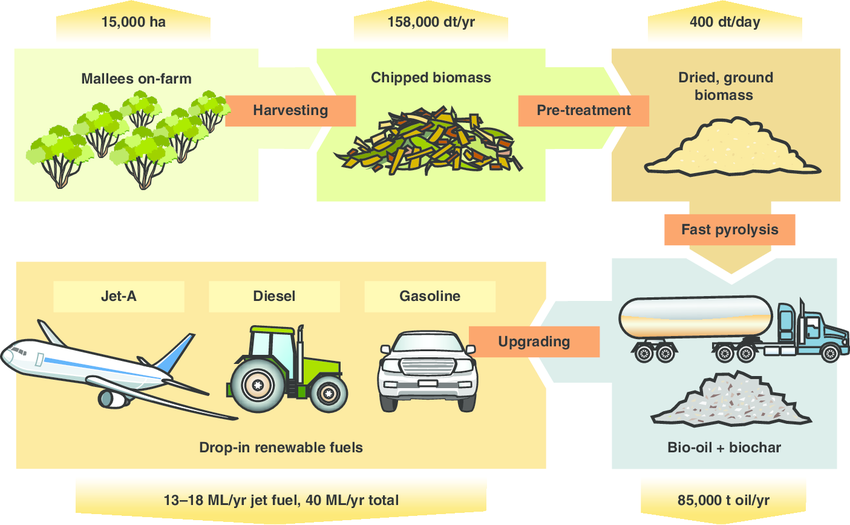 15,000 ha
158,000 dt/yr
400 dt/day
Mallees on-farm
Harvesting
Chipped biomass
Pre-treatment
Dried, ground
biomass
Fast pyrolysis
Jet-A
Diesel
Gasoline
Upgrading
Drop-in renewable fuels
Bio-oil + biochar
13–18 ML/yr jet fuel, 40 ML/yr total
85,000 t oil/yr